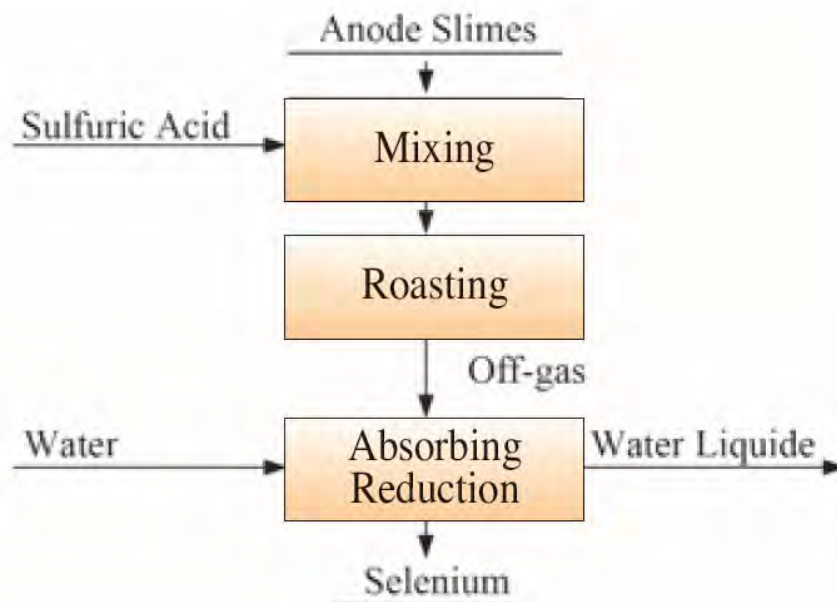 Anode Slimes
Sulfuric Acid
Mixing
Roasting
Off-gas
Water
Absorbing
Reduction
Water Liquide
Selenium